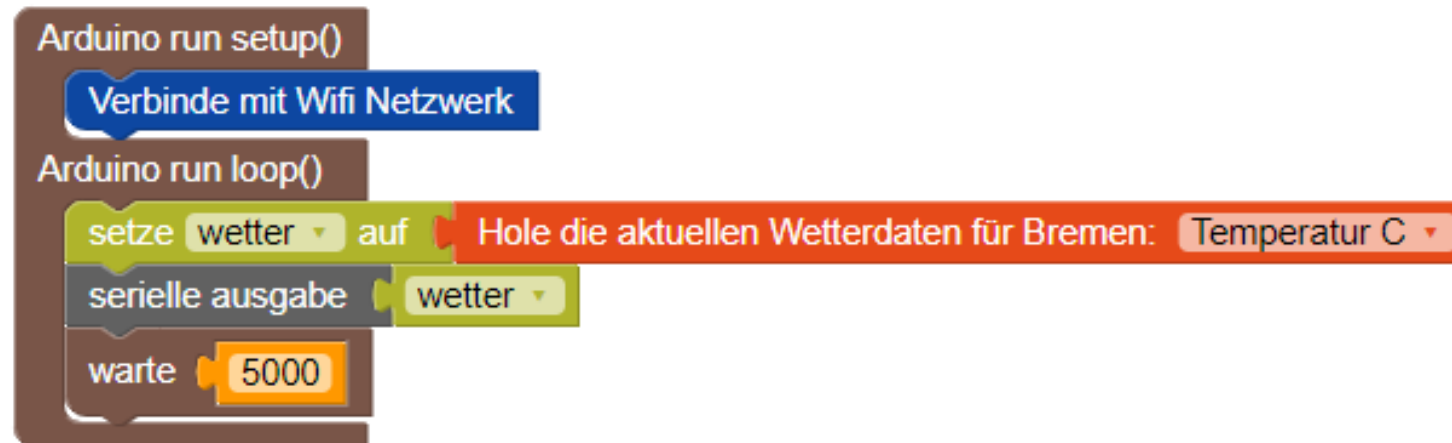 Arduino run setup()
Verbinde mit Wifi Netzwerk
Arduino run loop()
setze wetter auf Hole die aktuellen Wetterdaten für Bremen: Temperatur C
serielle ausgabe wetter
warte 5000